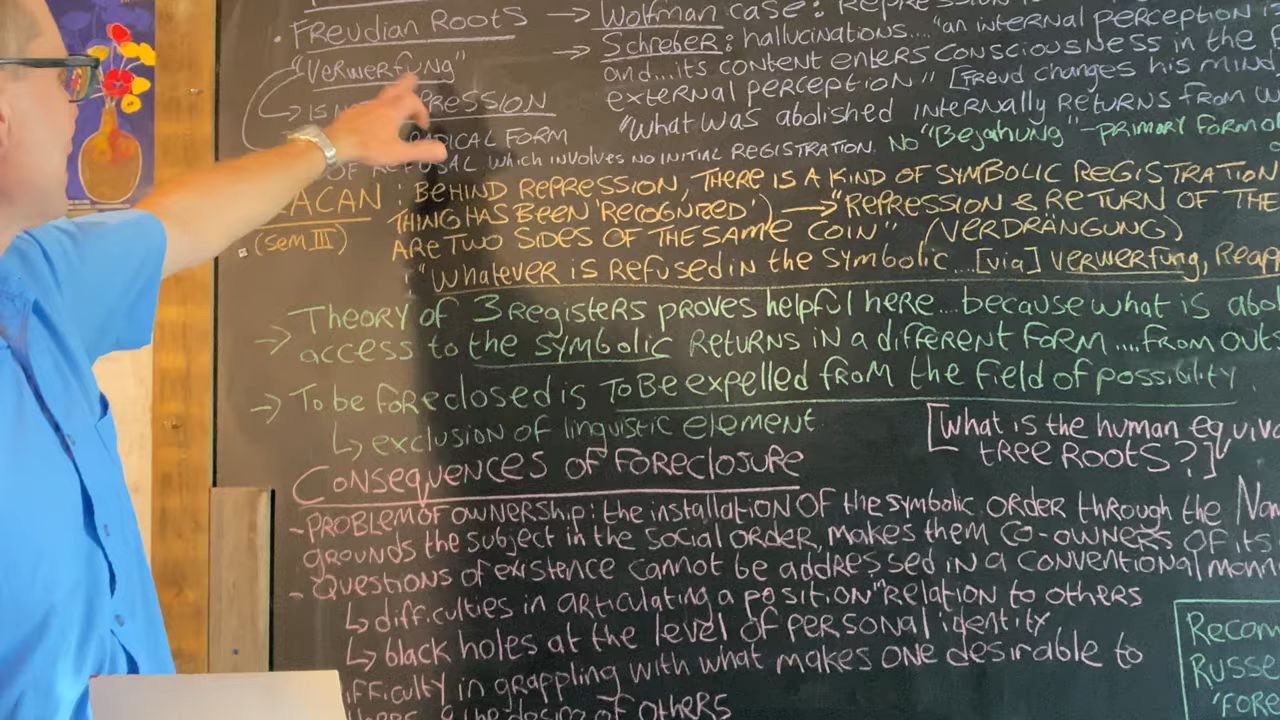 · Freudian Roots → Wolfman case: Repression is
→ Schreber: hallucinations.... "an internal perception is
"Verwerfung" and...its content enters consciousness in the f
→ is external perception" [Freud changes his mind
"What was abolished internally returns from w
radical form No "Bejahung" - primary form of
of refusal which involves no initial registration.
Lacan : Behind repression, there is a kind of symbolic registration
(Sem III) thing has been 'recognized') → "Repression & return of the
are two sides of the same coin" (Verdrängung)
"Whatever is refused in the symbolic...[via] Verwerfung, Reapp
→ Theory of 3 registers proves helpful here...because what is abol
access to the symbolic returns in a different form ....from outs
→ To be foreclosed is to be expelled from the field of possibility.
↳ exclusion of linguistic element
[What is the human equiva
tree roots?]
Consequences of Foreclosure
- Problem of ownership: the installation of the symbolic order through the Nam
grounds the subject in the social order, makes them co-owners of its
- Questions of existence cannot be addressed in a conventional mann
↳ difficulties in articulating a position" relation to others
↳ black holes at the level of personal identity
ifficulty in grappling with what makes one desirable to
& the desire of others
Recom
Russe
'Fore